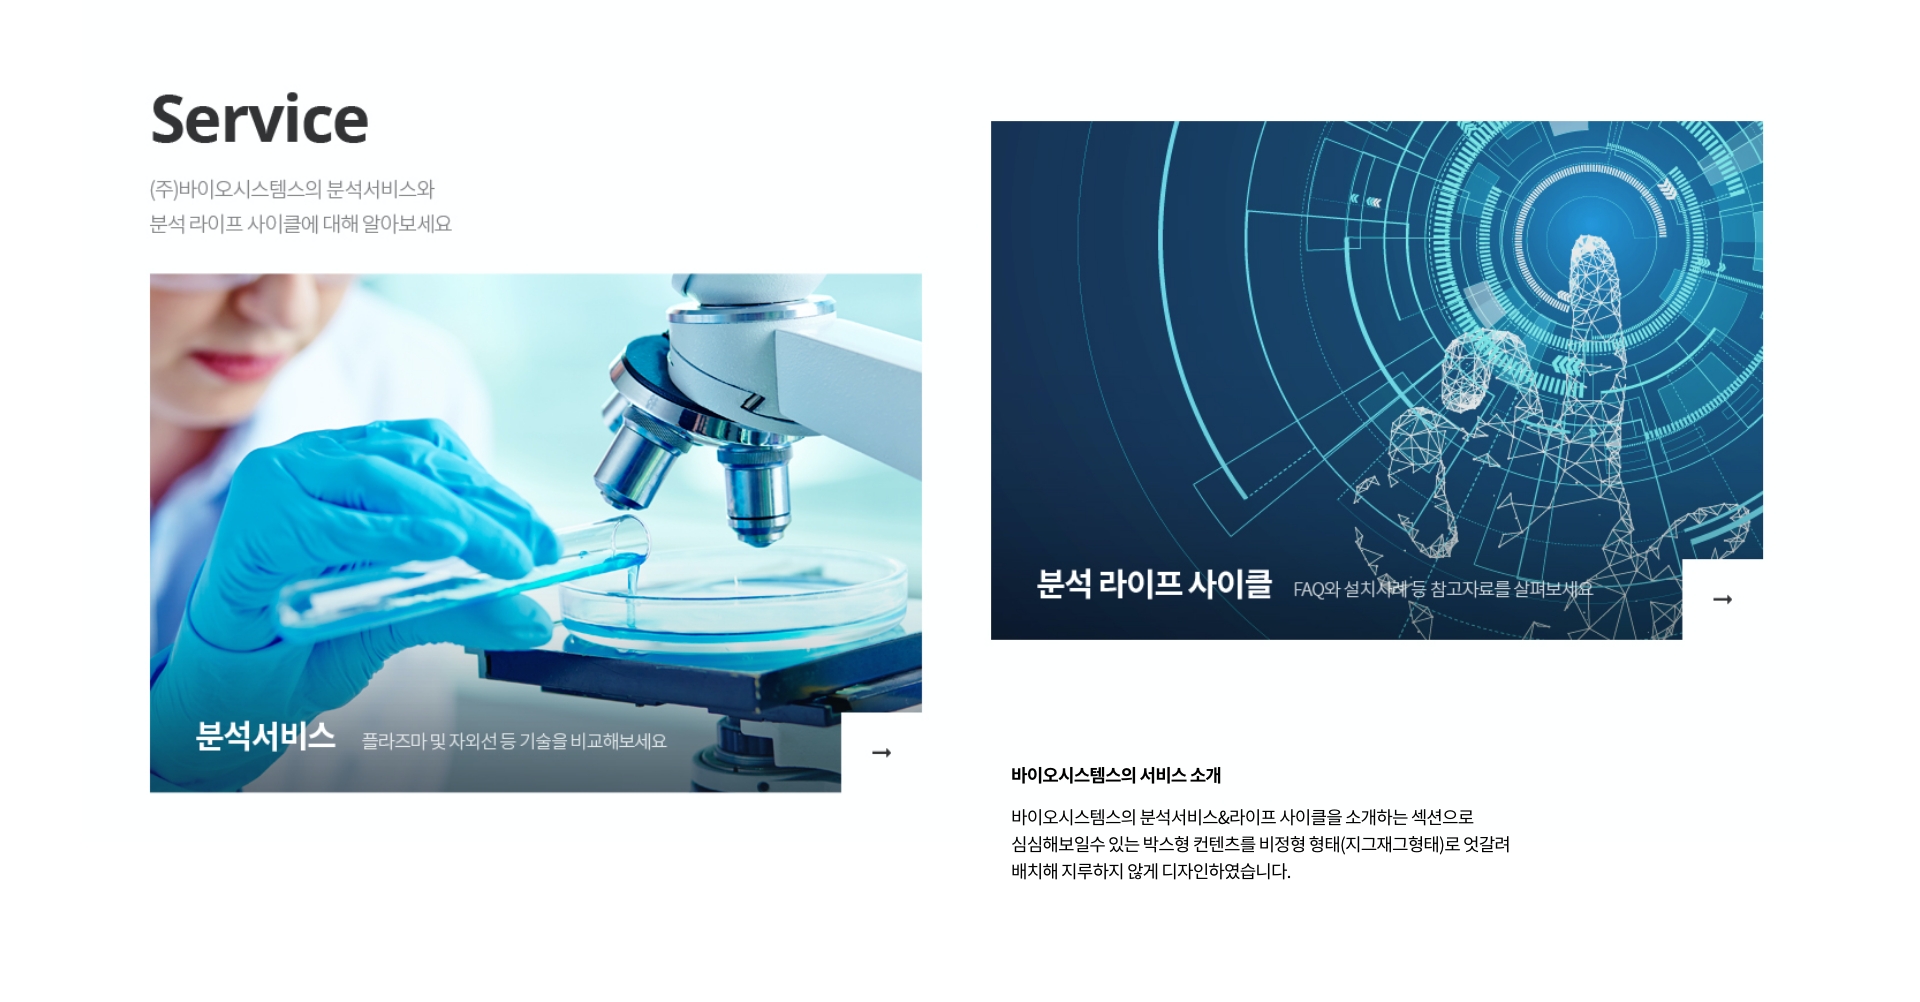 Service
(주)바이오시스템스의 분석서비스와
분석 라이프 사이클에 대해 알아보세요
분석서비스 플라즈마 및 자외선 등 기술을 비교해보세요
분석 라이프 사이클 FAQ와 설치사례 등 참고자료를 살펴보세요
바이오시스템스의 서비스 소개
바이오시스템스의 분석서비스&라이프 사이클을 소개하는 섹션으로
심심해보일수 있는 박스형 컨텐츠를 비정형 형태(지그재그형태)로 엇갈려
배치해 지루하지 않게 디자인하였습니다.